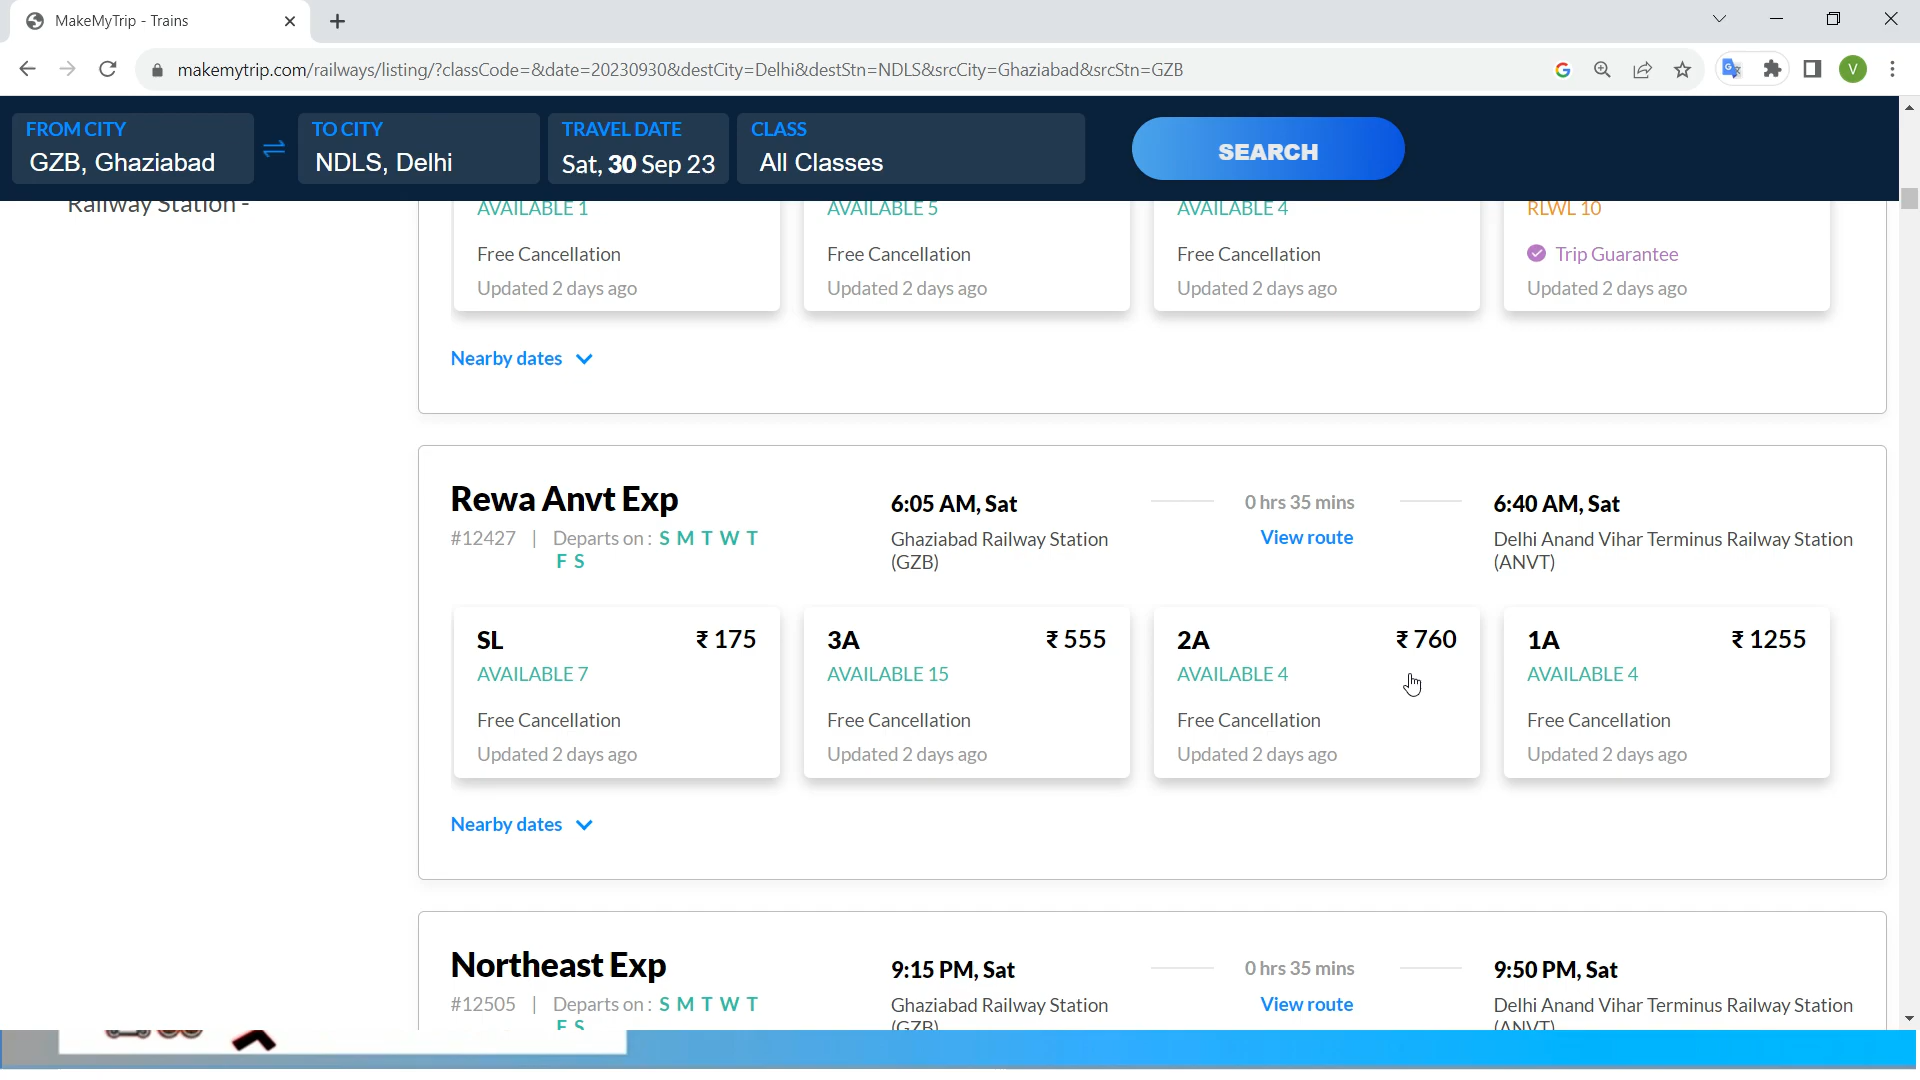 MakeMyTrip - Trains
makemytrip.com/railways/listing/?classCode=&date=20230930&destCity=Delhi&destStn=NDLS&srcCity=Ghaziabad&srcStn=GZB
V
FROM CITY
GZB, Ghaziabad
TO CITY
NDLS, Delhi
TRAVEL DATE
Sat, 30 Sep 23
CLASS
All Classes
SEARCH
Railway Station -
AVAILABLE 1
Free Cancellation
Updated 2 days ago
AVAILABLE 5
Free Cancellation
Updated 2 days ago
AVAILABLE 4
Free Cancellation
Updated 2 days ago
RLWL 10
Trip Guarantee
Updated 2 days ago
Nearby dates
Rewa Anvt Exp
#12427 | Departs on : S M T W T
F S
6:05 AM, Sat
Ghaziabad Railway Station
(GZB)
0 hrs 35 mins
View route
6:40 AM, Sat
Delhi Anand Vihar Terminus Railway Station
(ANVT)
SL ₹ 175
AVAILABLE 7
Free Cancellation
Updated 2 days ago
3A ₹ 555
AVAILABLE 15
Free Cancellation
Updated 2 days ago
2A ₹ 760
AVAILABLE 4
Free Cancellation
Updated 2 days ago
1A ₹ 1255
AVAILABLE 4
Free Cancellation
Updated 2 days ago
Nearby dates
Northeast Exp
#12505 | Departs on : S M T W T
F S
9:15 PM, Sat
Ghaziabad Railway Station
(GZB)
0 hrs 35 mins
View route
9:50 PM, Sat
Delhi Anand Vihar Terminus Railway Station
(ANVT)